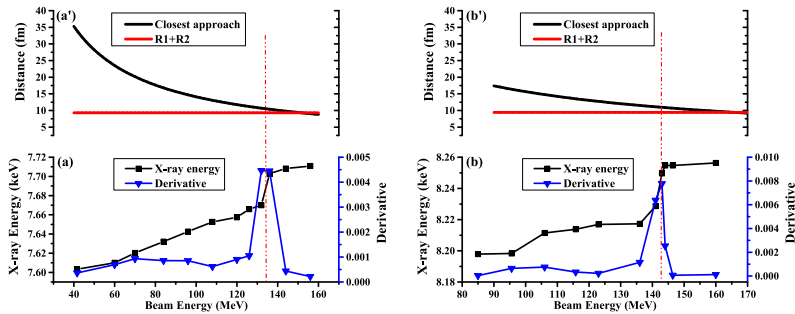 (a')
Closest approach
R1+R2
Distance (fm)
40
35
30
25
20
15
10
5
(a)
X-ray energy
Derivative
X-ray Energy (keV)
7.72
7.70
7.68
7.66
7.64
7.62
7.60
0.005
0.004
0.003
0.002
0.001
0.000
Derivative
40 60 80 100 120 140 160
Beam Energy (MeV)
(b')
Closest approach
R1+R2
Distance (fm)
40
35
30
25
20
15
10
5
(b)
X-ray energy
Derivative
X-ray Energy (keV)
8.26
8.24
8.22
8.20
8.18
0.010
0.008
0.006
0.004
0.002
0.000
Derivative
80 90 100 110 120 130 140 150 160 170
Beam Energy (MeV)